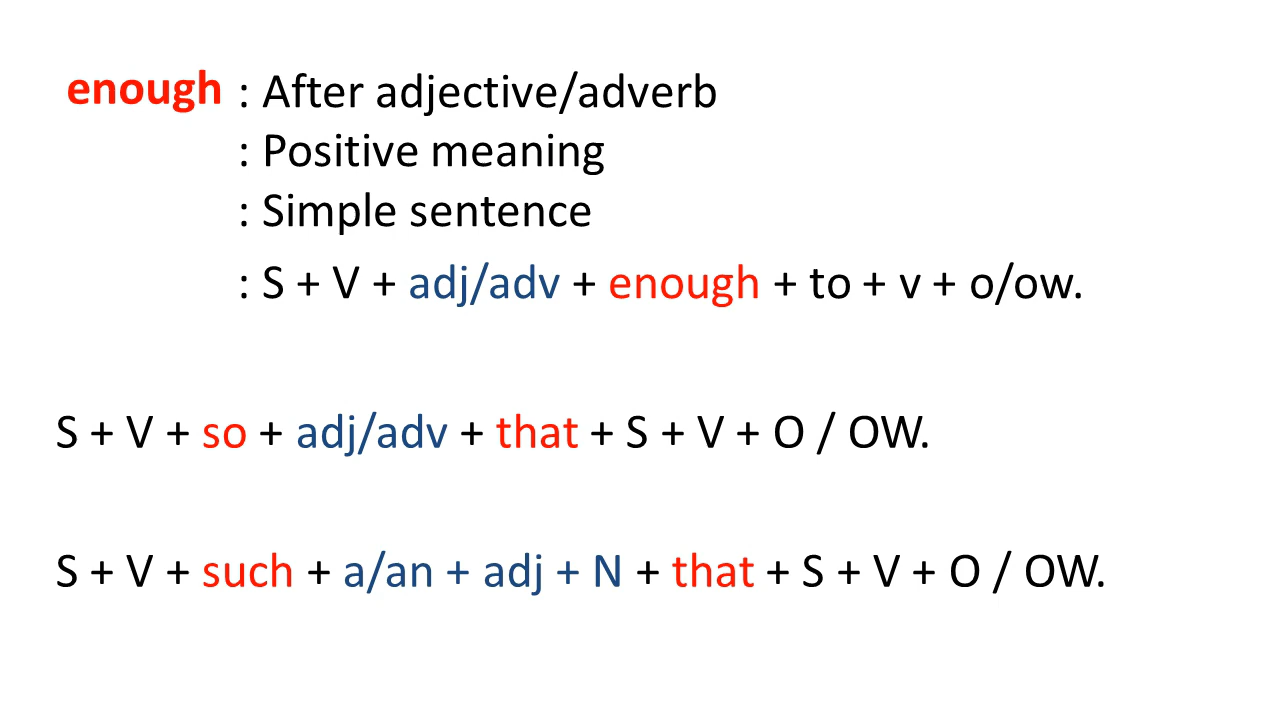 enough : After adjective/adverb
: Positive meaning
: Simple sentence
: S + V + adj/adv + enough + to + v + o/ow.
S + V + so + adj/adv + that + S + V + O / OW.
S + V + such + a/an + adj + N + that + S + V + O / OW.